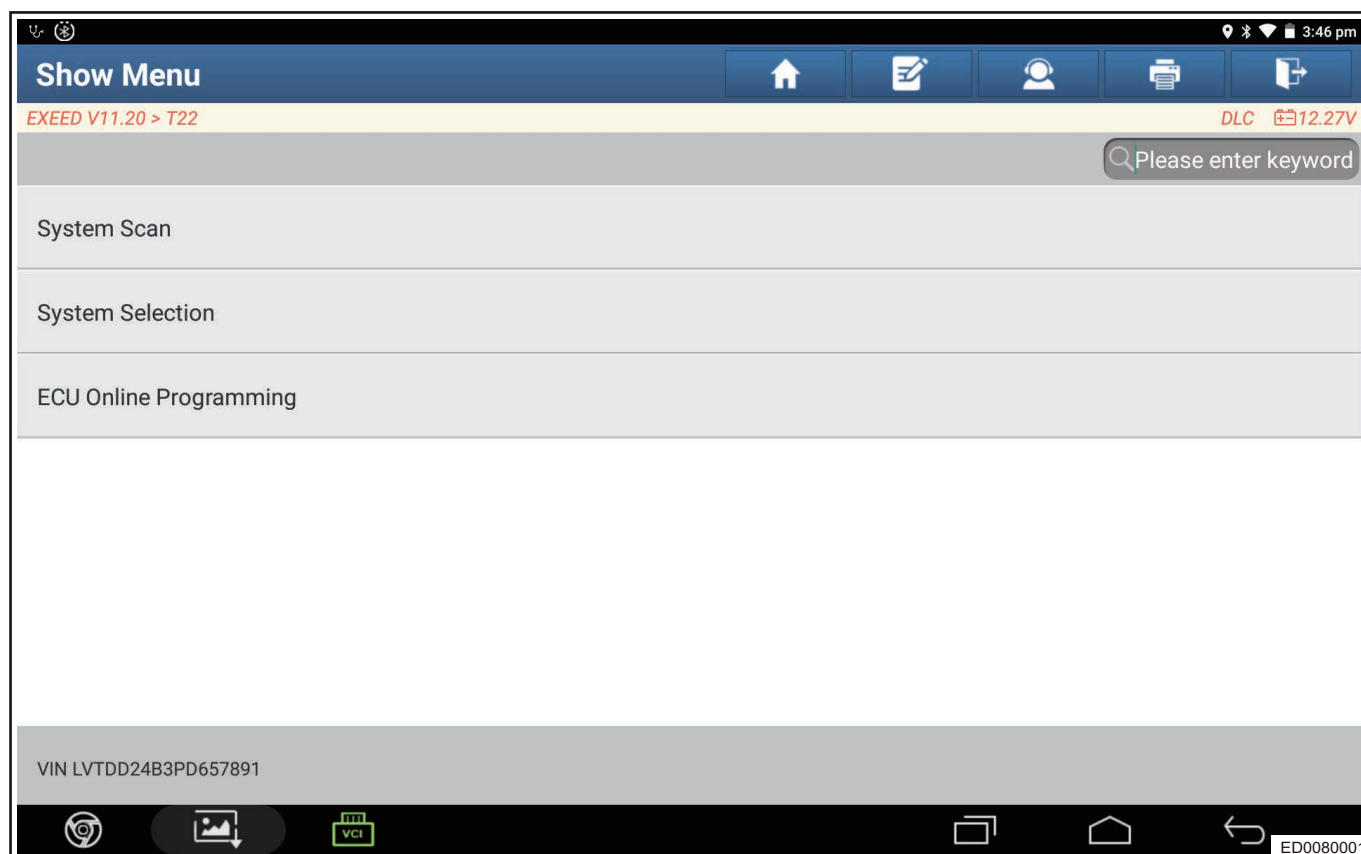 3:46 pm
Show Menu
EXEED V11.20 > T22
DLC 12.27V
Please enter keyword
System Scan
System Selection
ECU Online Programming
VIN LVTDD24B3PD657891
VCI
ED0080001